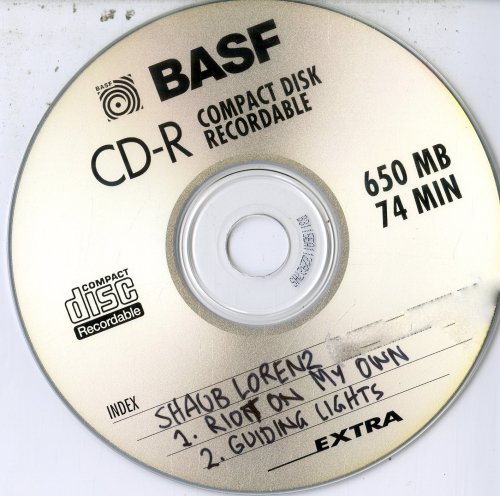 BASF
BASF
CD-R
COMPACT DISK
RECORDABLE
650 MB
74 MIN
COMPACT
disc
Recordable
INDEX
SHAUB LORENZ
1. RIOT ON MY OWN
2. GUIDING LIGHTS
EXTRA